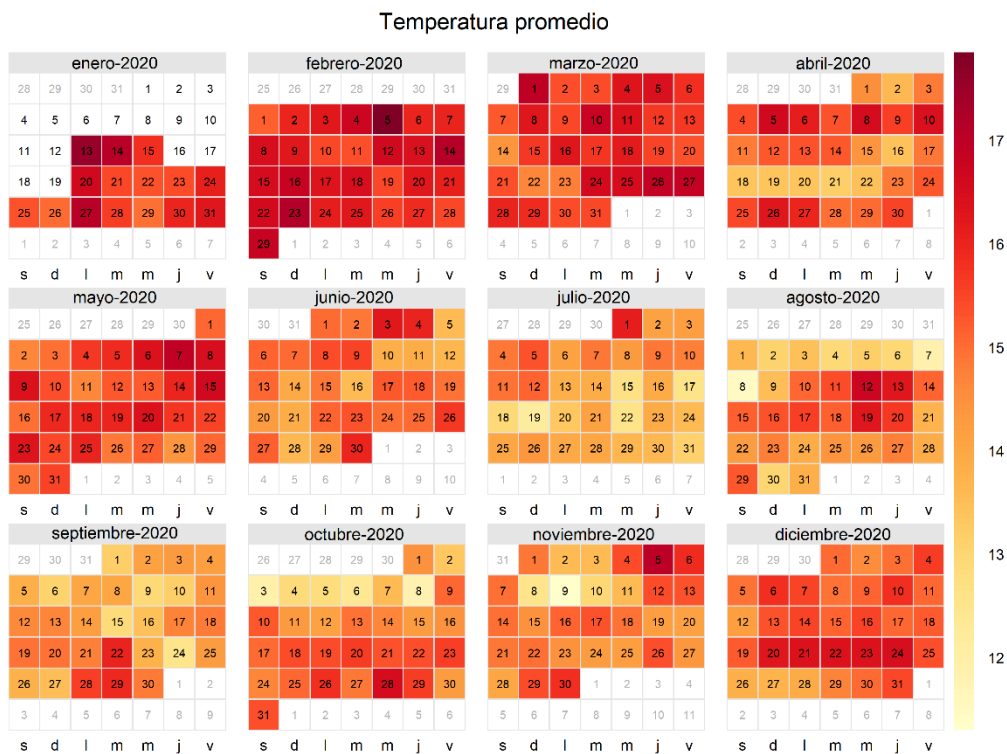 Temperatura promedio
enero-2020
28 29 30 31 1 2 3
4 5 6 7 8 9 10
11 12 13 14 15 16 17
18 19 20 21 22 23 24
25 26 27 28 29 30 31
1 2 3 4 5 6 7
s d l m m j v
febrero-2020
25 26 27 28 29 30 31
1 2 3 4 5 6 7
8 9 10 11 12 13 14
15 16 17 18 19 20 21
22 23 24 25 26 27 28
29 1 2 3 4 5 6
s d l m m j v
marzo-2020
29 1 2 3 4 5 6
7 8 9 10 11 12 13
14 15 16 17 18 19 20
21 22 23 24 25 26 27
28 29 30 31 1 2 3
4 5 6 7 8 9 10
s d l m m j v
abril-2020
28 29 30 31 1 2 3
4 5 6 7 8 9 10
11 12 13 14 15 16 17
18 19 20 21 22 23 24
25 26 27 28 29 30 1
2 3 4 5 6 7 8
s d l m m j v
mayo-2020
25 26 27 28 29 30 1
2 3 4 5 6 7 8
9 10 11 12 13 14 15
16 17 18 19 20 21 22
23 24 25 26 27 28 29
30 31 1 2 3 4 5
s d l m m j v
junio-2020
30 31 1 2 3 4 5
6 7 8 9 10 11 12
13 14 15 16 17 18 19
20 21 22 23 24 25 26
27 28 29 30 1 2 3
4 5 6 7 8 9 10
s d l m m j v
julio-2020
27 28 29 30 1 2 3
4 5 6 7 8 9 10
11 12 13 14 15 16 17
18 19 20 21 22 23 24
25 26 27 28 29 30 31
1 2 3 4 5 6 7
s d l m m j v
agosto-2020
25 26 27 28 29 30 31
1 2 3 4 5 6 7
8 9 10 11 12 13 14
15 16 17 18 19 20 21
22 23 24 25 26 27 28
29 30 31 1 2 3 4
s d l m m j v
septiembre-2020
29 30 31 1 2 3 4
5 6 7 8 9 10 11
12 13 14 15 16 17 18
19 20 21 22 23 24 25
26 27 28 29 30 1 2
3 4 5 6 7 8 9
s d l m m j v
octubre-2020
26 27 28 29 30 1 2
3 4 5 6 7 8 9
10 11 12 13 14 15 16
17 18 19 20 21 22 23
24 25 26 27 28 29 30
31 1 2 3 4 5 6
s d l m m j v
noviembre-2020
31 1 2 3 4 5 6
7 8 9 10 11 12 13
14 15 16 17 18 19 20
21 22 23 24 25 26 27
28 29 30 1 2 3 4
5 6 7 8 9 10 11
s d l m m j v
diciembre-2020
28 29 30 1 2 3 4
5 6 7 8 9 10 11
12 13 14 15 16 17 18
19 20 21 22 23 24 25
26 27 28 29 30 31 1
2 3 4 5 6 7 8
s d l m m j v
17
16
15
14
13
12